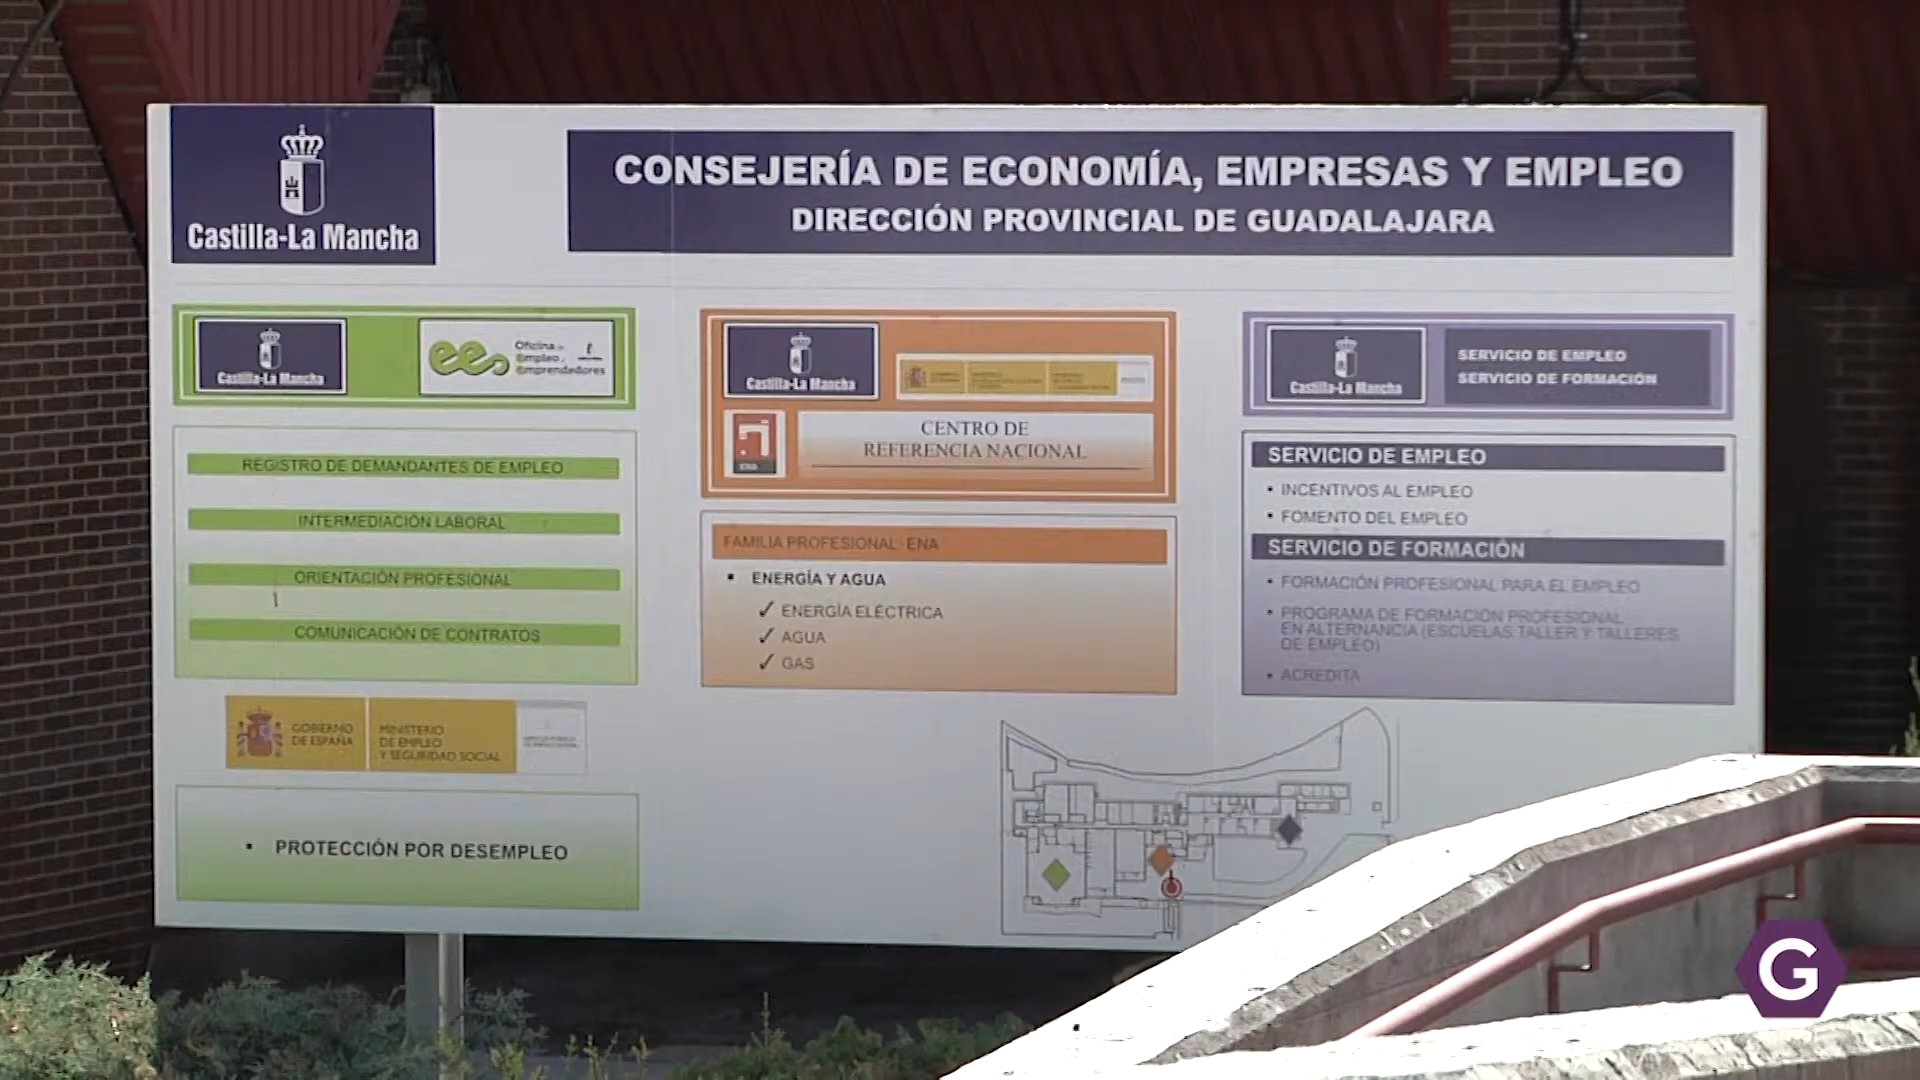 Castilla-La Mancha
CONSEJERÍA DE ECONOMÍA, EMPRESAS Y EMPLEO
DIRECCIÓN PROVINCIAL DE GUADALAJARA
Castilla-La Mancha
Oficina de
empleo y
emprendedores
REGISTRO DE DEMANDANTES DE EMPLEO
INTERMEDIACIÓN LABORAL
ORIENTACIÓN PROFESIONAL
COMUNICACIÓN DE CONTRATOS
GOBIERNO
DE ESPAÑA
MINISTERIO
DE EMPLEO
Y SEGURIDAD SOCIAL
• PROTECCIÓN POR DESEMPLEO
Castilla-La Mancha
ENA
CENTRO DE
REFERENCIA NACIONAL
FAMILIA PROFESIONAL - ENA
• ENERGÍA Y AGUA
✓ ENERGÍA ELÉCTRICA
✓ AGUA
✓ GAS
Castilla-La Mancha
SERVICIO DE EMPLEO
SERVICIO DE FORMACIÓN
SERVICIO DE EMPLEO
• INCENTIVOS AL EMPLEO
• FOMENTO DEL EMPLEO
SERVICIO DE FORMACIÓN
• FORMACIÓN PROFESIONAL PARA EL EMPLEO
• PROGRAMA DE FORMACIÓN PROFESIONAL
EN ALTERNANCIA (ESCUELAS TALLER Y TALLERES
DE EMPLEO)
• ACREDITA
G